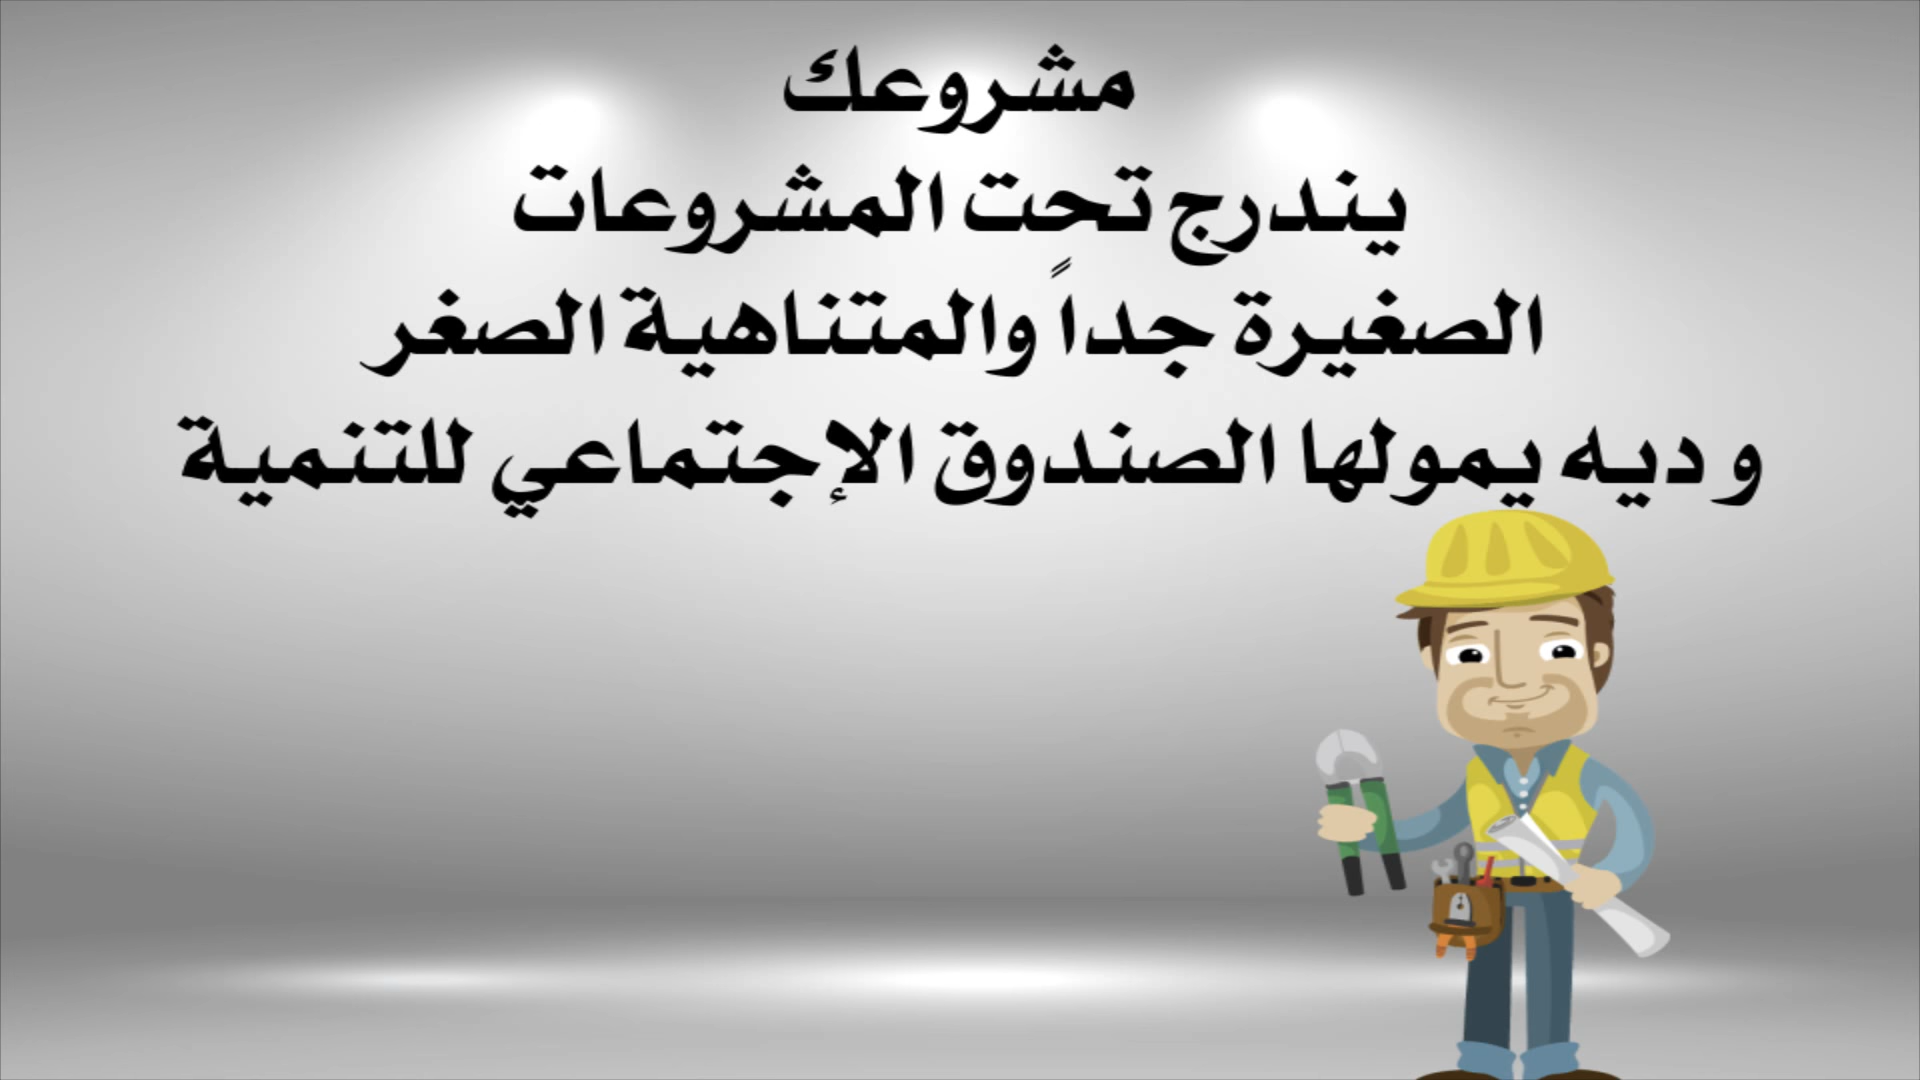 مشروعك
يندرج تحت المشروعات
الصغيرة جداً والمتناهية الصغر
و ديه يمولها الصندوق الإجتماعي للتنمية